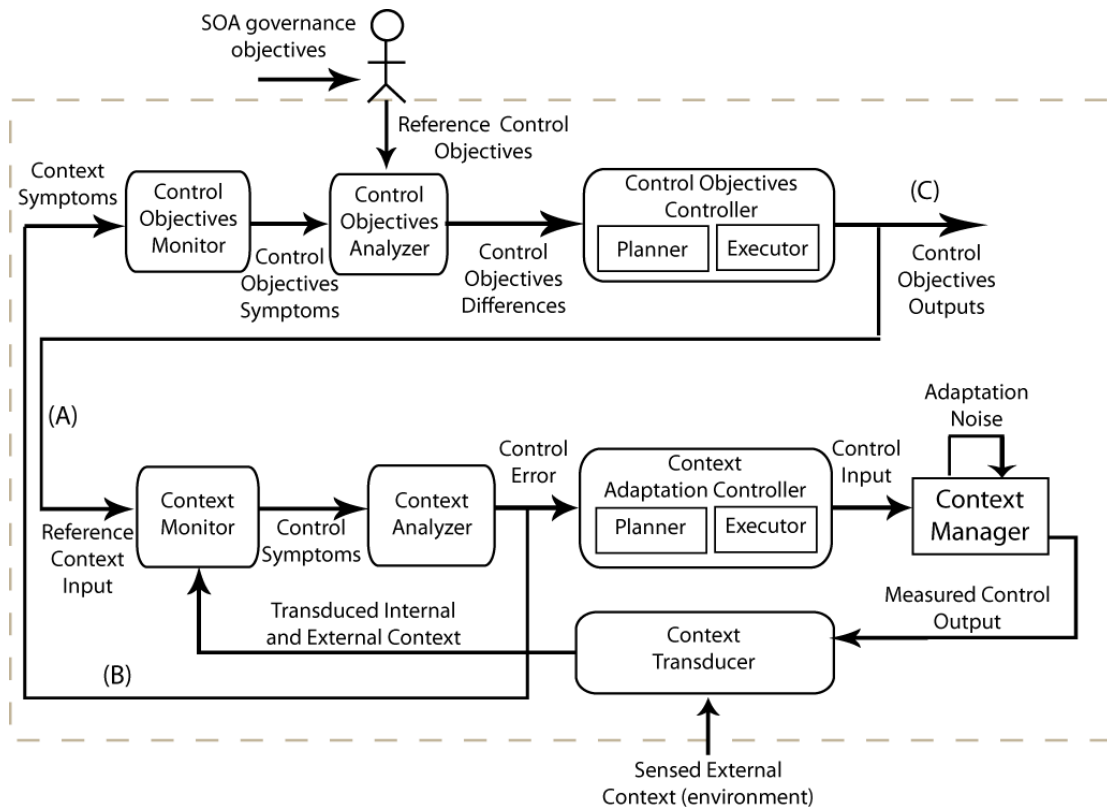 SOA governance
objectives
Reference Control
Objectives
Context
Symptoms
Control
Objectives
Monitor
Control
Objectives
Symptoms
Control
Objectives
Analyzer
Control
Objectives
Differences
Control Objectives
Controller
Planner
Executor
(C)
Control
Objectives
Outputs
(A)
Reference
Context
Input
Context
Monitor
Control
Symptoms
Context
Analyzer
Control
Error
Context
Adaptation Controller
Planner
Executor
Control
Input
Adaptation
Noise
Context
Manager
Measured Control
Output
Context
Transducer
Transduced Internal
and External Context
(B)
Sensed External
Context (environment)